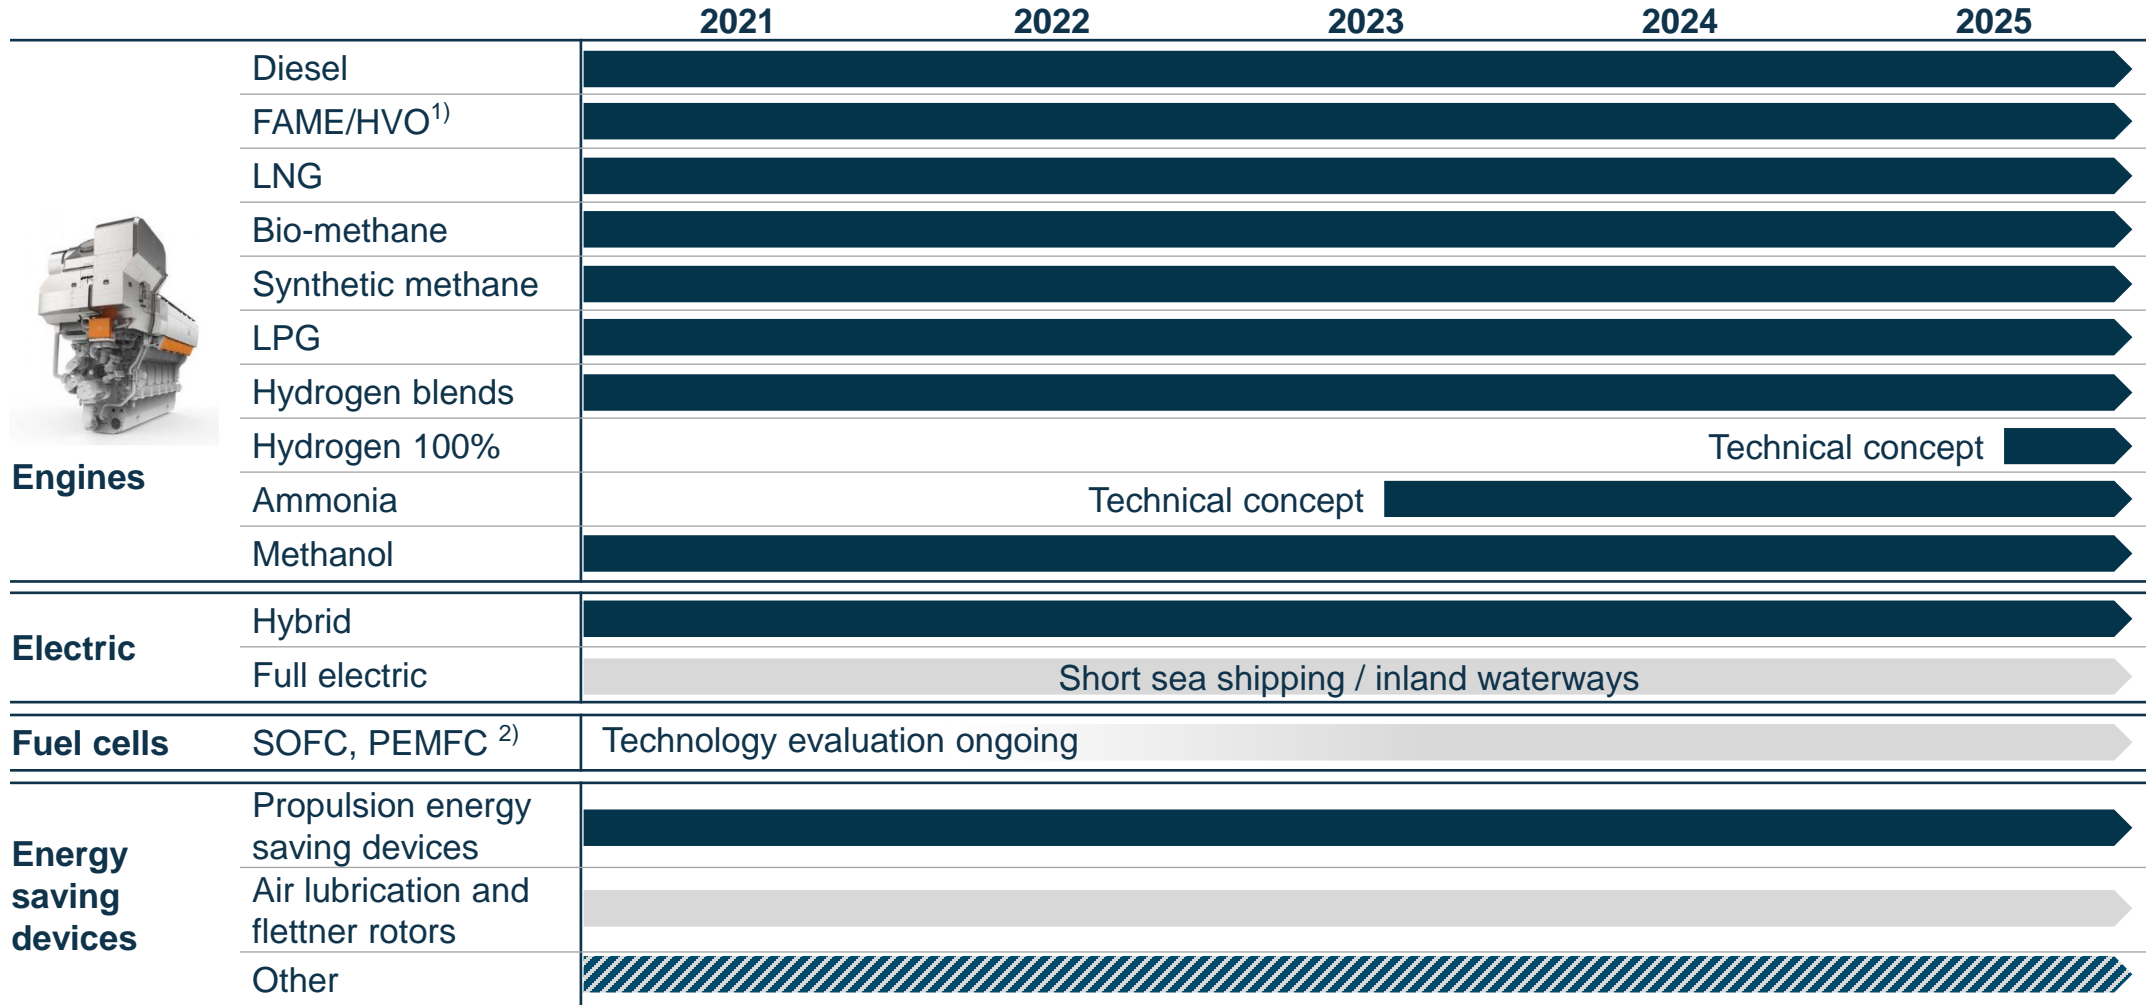 2021 2022 2023 2024 2025
Diesel
FAME/HVO1)
LNG
Bio-methane
Synthetic methane
LPG
Hydrogen blends
Hydrogen 100% Technical concept
Engines
Ammonia Technical concept
Methanol
Hybrid
Electric
Full electric Short sea shipping / inland waterways
Fuel cells SOFC, PEMFC 2) Technology evaluation ongoing
Propulsion energy
saving devices
Energy
saving
devices
Air lubrication and
flettner rotors
Other